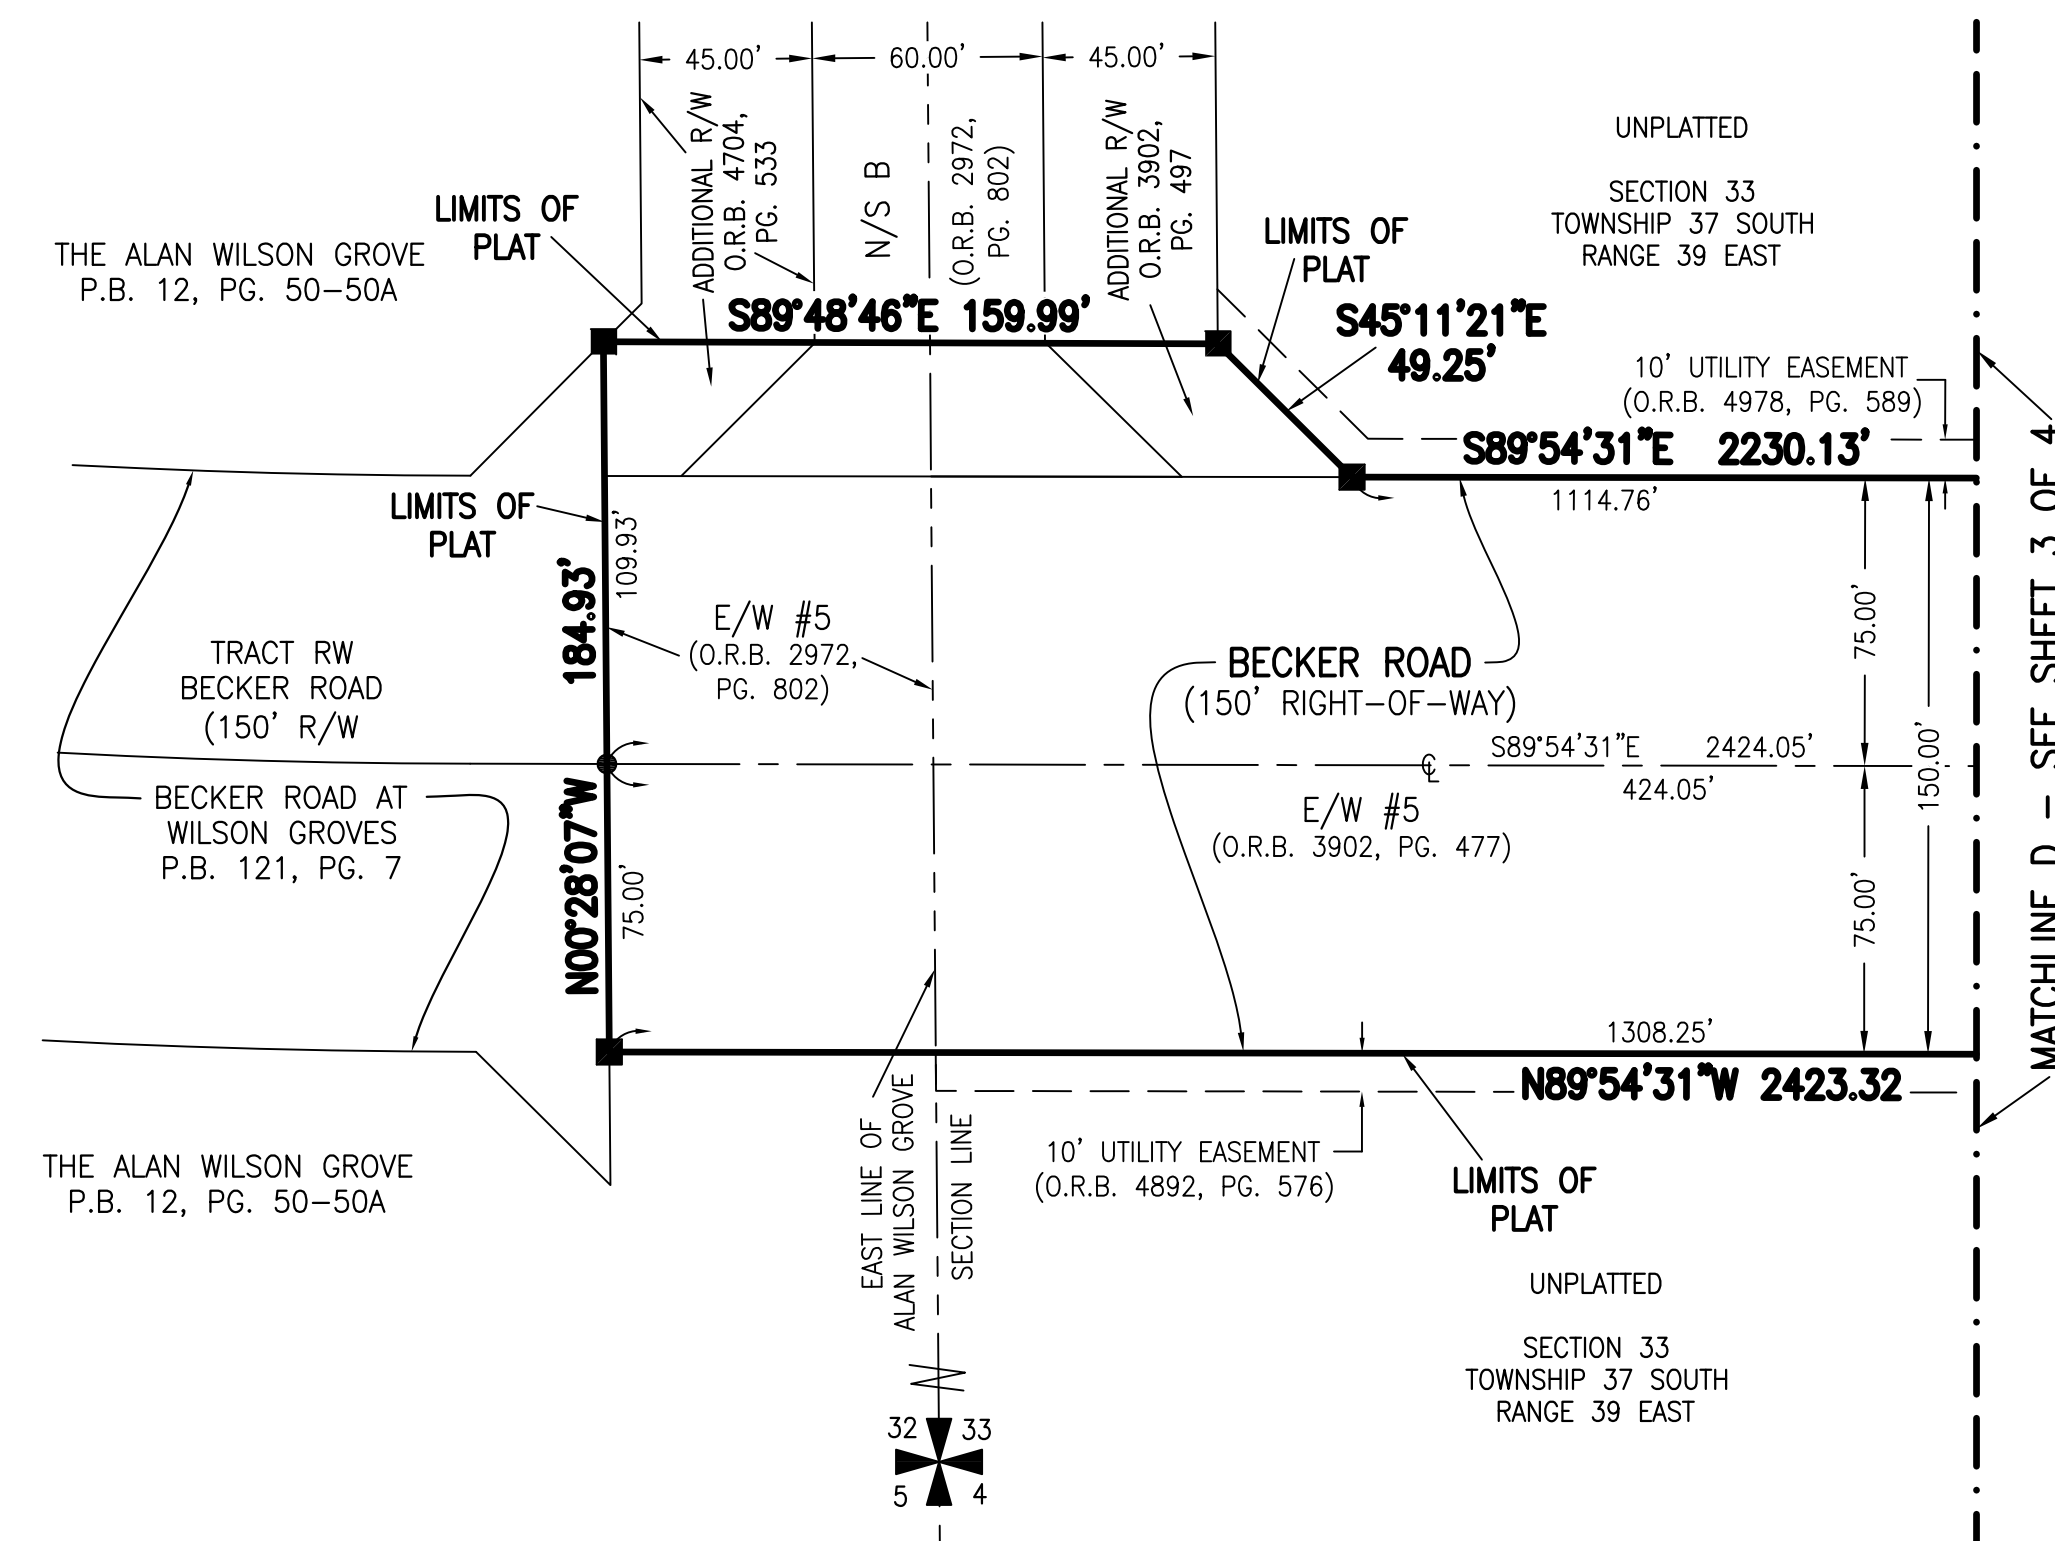 45.00'
60.00'
45.00'
ADDITIONAL R/W
O.R.B. 4704,
PG. 533
N/S B
(O.R.B. 2972,
PG. 802)
ADDITIONAL R/W
O.R.B. 3902,
PG. 497
UNPLATTED
SECTION 33
TOWNSHIP 37 SOUTH
RANGE 39 EAST
LIMITS OF
PLAT
THE ALAN WILSON GROVE
P.B. 12, PG. 50-50A
LIMITS OF
PLAT
S89°48'46"E 159.99'
S45°11'21"E
49.25'
10' UTILITY EASEMENT
(O.R.B. 4978, PG. 589)
S89°54'31"E 2230.13'
1114.76'
LIMITS OF
PLAT
109.93'
184.93'
N00°28'07"W
75.00'
E/W #5
(O.R.B. 2972,
PG. 802)
BECKER ROAD
(150' RIGHT-OF-WAY)
75.00'
150.00'
75.00'
TRACT RW
BECKER ROAD
(150' R/W
S89°54'31"E 2424.05'
℄
424.05'
BECKER ROAD AT
WILSON GROVES
P.B. 121, PG. 7
E/W #5
(O.R.B. 3902, PG. 477)
1308.25'
N89°54'31"W 2423.32
MATCHLINE D - SEE SHEET 3 OF 4
10' UTILITY EASEMENT
(O.R.B. 4892, PG. 576)
LIMITS OF
PLAT
THE ALAN WILSON GROVE
P.B. 12, PG. 50-50A
EAST LINE OF
ALAN WILSON GROVE
SECTION LINE
UNPLATTED
SECTION 33
TOWNSHIP 37 SOUTH
RANGE 39 EAST
32 33
5 4